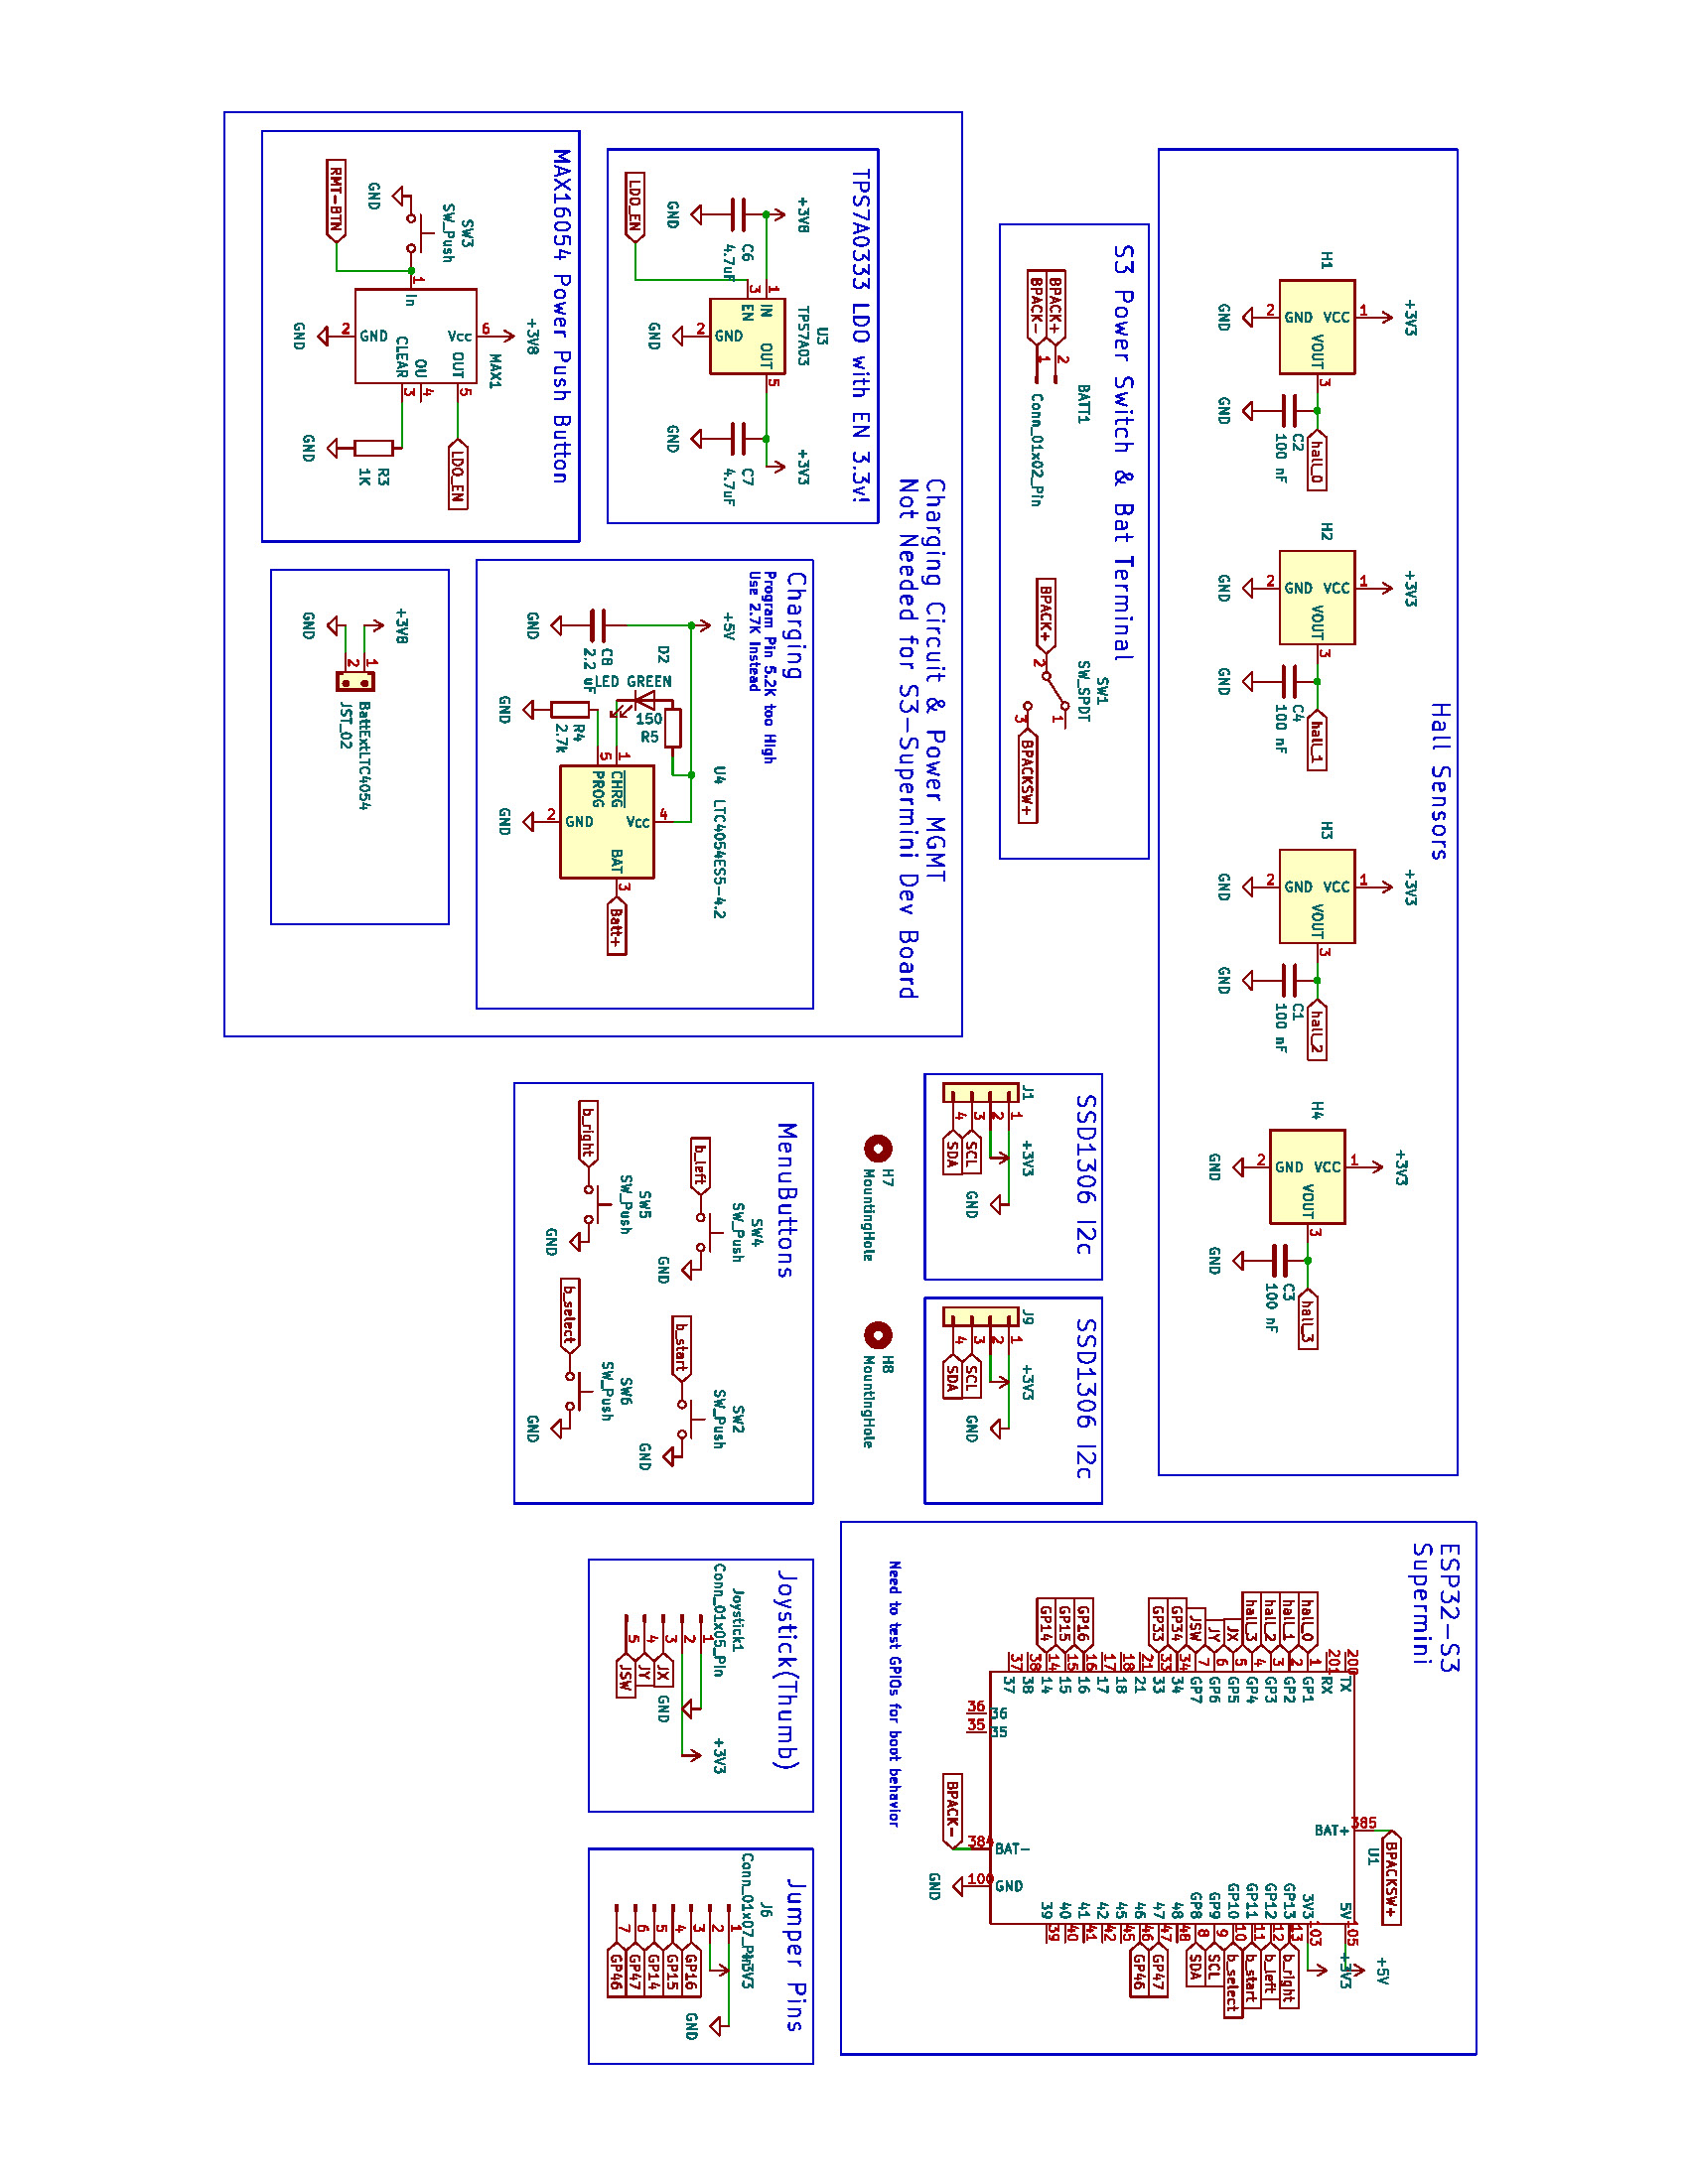 Hall Sensors
+3V3
H1
1
VCC
GND
VOUT
3
2
hall_0
C2
100 nF
GND
GND
+3V3
H2
1
VCC
GND
VOUT
3
2
hall_1
C4
100 nF
GND
GND
+3V3
H3
1
VCC
GND
VOUT
3
2
hall_2
C1
100 nF
GND
GND
+3V3
H4
1
VCC
GND
VOUT
3
2
hall_3
C3
100 nF
GND
GND
ESP32-S3
Supermini
BPACKSW+
U1
385
BAT+
+5V
+3V3
200 TX
201 RX
hall_0 1 GP1
hall_1 2 GP2
hall_2 3 GP3
hall_3 4 GP4
JX 5 GP5
JY 6 GP6
JSW 7 GP7
GP34 34 34
GP33 33 33
21 21
18 18
17 17
GP16 16 16
GP15 15 15
GP14 14 14
38 38
37 37
36 36
35 35
5V 105
3V3 103
GP13 13 b_right
GP12 12 b_left
GP11 11 b_start
GP10 10 b_select
GP9 9 SCL
GP8 8 SDA
48 48
47 47 GP47
46 46 GP46
45 45
42 42
41 41
40 40
39 39
BAT-
384
BPACK-
GND
100
GND
Need to test GPIOs for boot behavior
S3 Power Switch & Bat Terminal
BATT1
BPACK+ 2
BPACK- 1
Conn_01x02_Pin
SW1
SW_SPDT
BPACK+
2
1
3
BPACKSW+
SSD1306 I2c
J1
+3V3
1
2
3 SCL
4 SDA
GND
SSD1306 I2c
J9
+3V3
1
2
3 SCL
4 SDA
GND
H7
MountingHole
H8
MountingHole
Charging Circuit & Power MGMT
Not Needed for S3-Supermini Dev Board
TPS7A0333 LDO with EN 3.3v!
U3
TPS7A03
+3V8
+3V3
1 IN
3 EN
OUT 5
GND
2
C6
4.7uF
C7
4.7uF
GND
GND
GND
LDO_EN
Charging
Program Pin 5.2K too High
Use 2.7K Instead
+5V
U4 LTC4054ES5-4.2
D2
LED GREEN
150
R5
4
Vcc
1 CHRG
5 PROG
BAT 3
Batt+
GND
2
C8
2.2 uF
R4
2.7k
GND
GND
GND
MAX16054 Power Push Button
+3V8
MAX1
6
Vcc
SW3
SW_Push
1 In
OUT 5
LDO_EN
OU 4
CLEAR 3
GND
2
R3
1K
GND
RMT-BTN
GND
GND
+3V8
1
2
BattExtLTC4054
JST_02
GND
MenuButtons
SW4
SW_Push
b_left
GND
SW2
SW_Push
b_start
GND
SW5
SW_Push
b_right
GND
SW6
SW_Push
b_select
GND
Joystick(Thumb)
Joystick1
Conn_01x05_Pin
+3V3
1
2
3 JX
4 JY
5 JSW
GND
Jumper Pins
J6
Conn_01x07_Pin
+3V3
1
2
3 GP16
4 GP15
5 GP14
6 GP47
7 GP46
GND